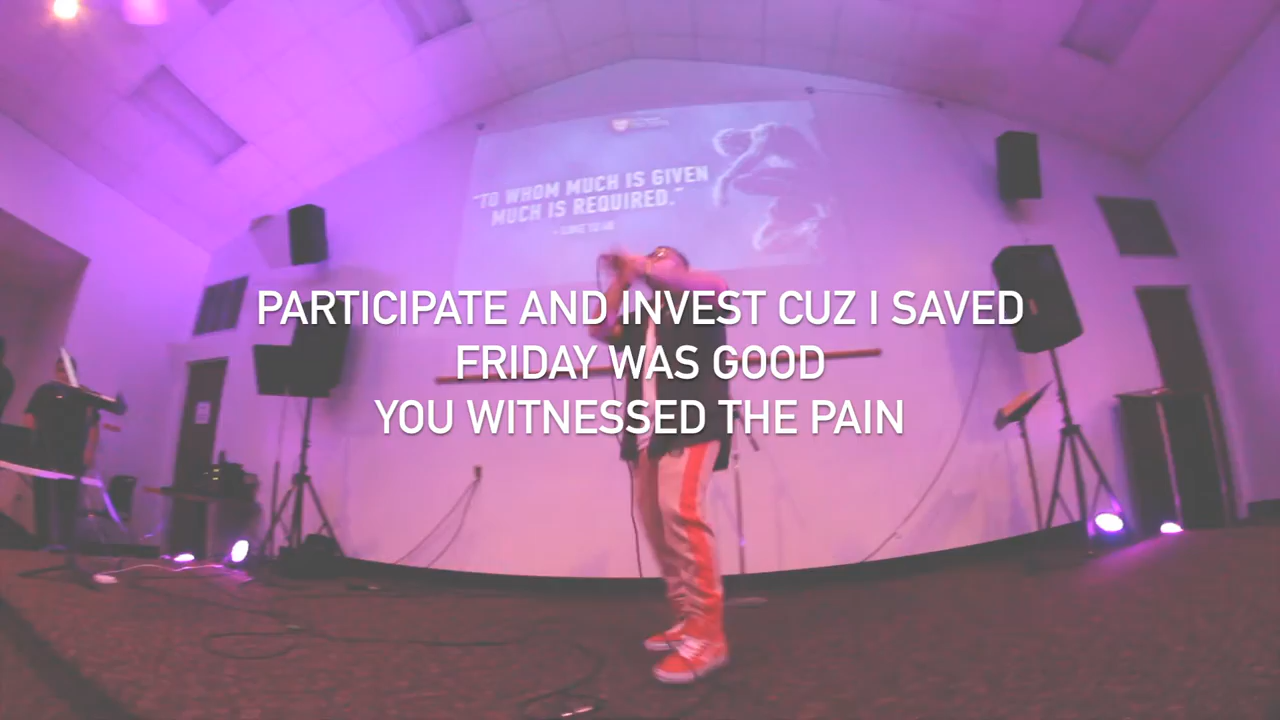 "TO WHOM MUCH IS GIVEN
MUCH IS REQUIRED."
PARTICIPATE AND INVEST CUZ I SAVED
FRIDAY WAS GOOD
YOU WITNESSED THE PAIN